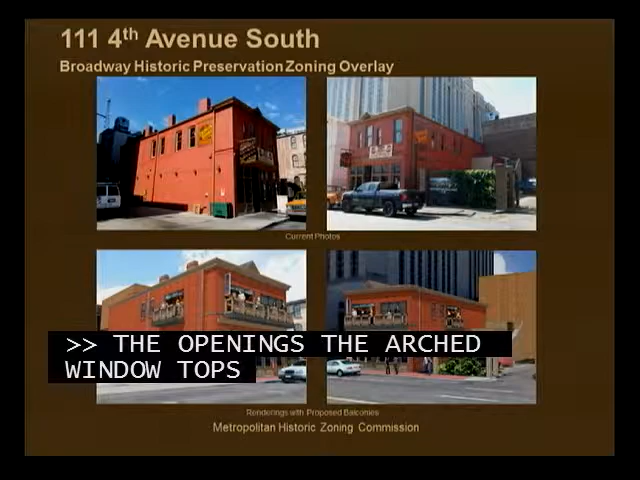 111 4th Avenue South
Broadway Historic Preservation Zoning Overlay
Current Photos
>> THE OPENINGS THE ARCHED
WINDOW TOPS
Renderings with Proposed Balconies
Metropolitan Historic Zoning Commission